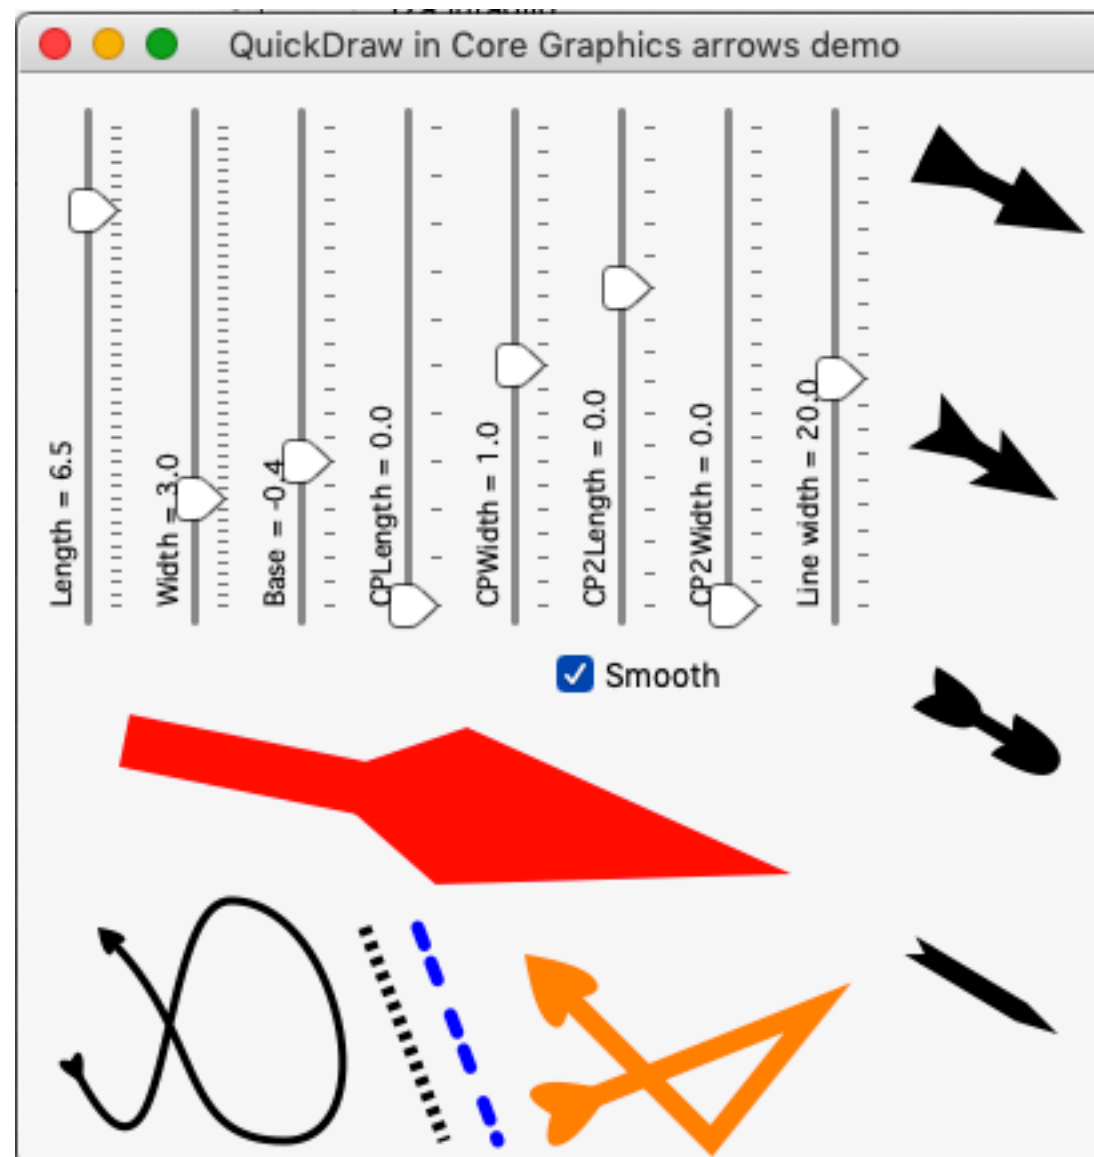 QuickDraw in Core Graphics arrows demo
Length = 6.5
Width = 3.0
Base = -0.4
CPLength = 0.0
CPWidth = 1.0
CP2Length = 0.0
CP2Width = 0.0
Line width = 20.0
Smooth